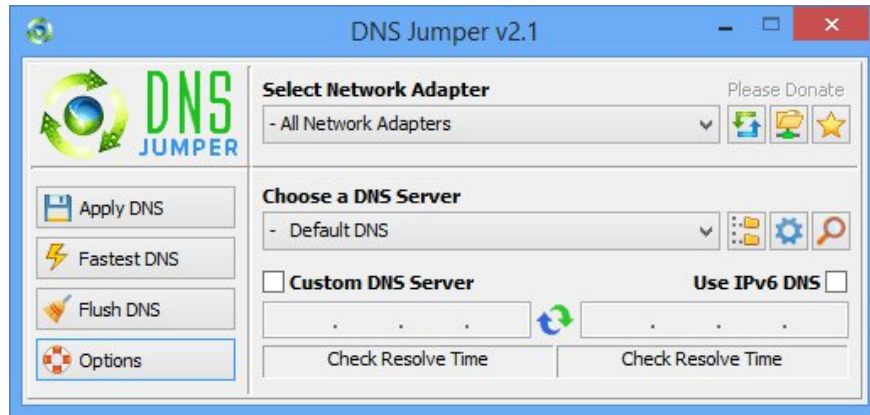 DNS Jumper v2.1
DNS
JUMPER
Select Network Adapter
Please Donate
- All Network Adapters
Choose a DNS Server
- Default DNS
Apply DNS
Fastest DNS
Flush DNS
Options
Custom DNS Server
Use IPv6 DNS
. . .
. . .
Check Resolve Time
Check Resolve Time